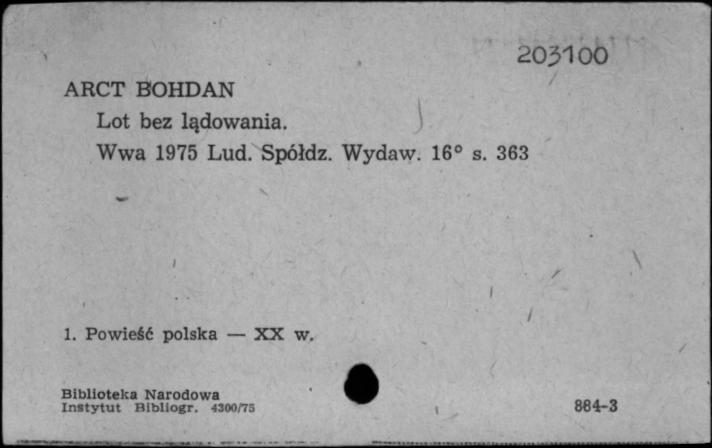 203100
ARCT BOHDAN
Lot bez lądowania.
Wwa 1975 Lud. Spółdz. Wydaw. 16° s. 363
1. Powieść polska — XX w.
Biblioteka Narodowa
Instytut Bibliogr. 4300/75
884-3